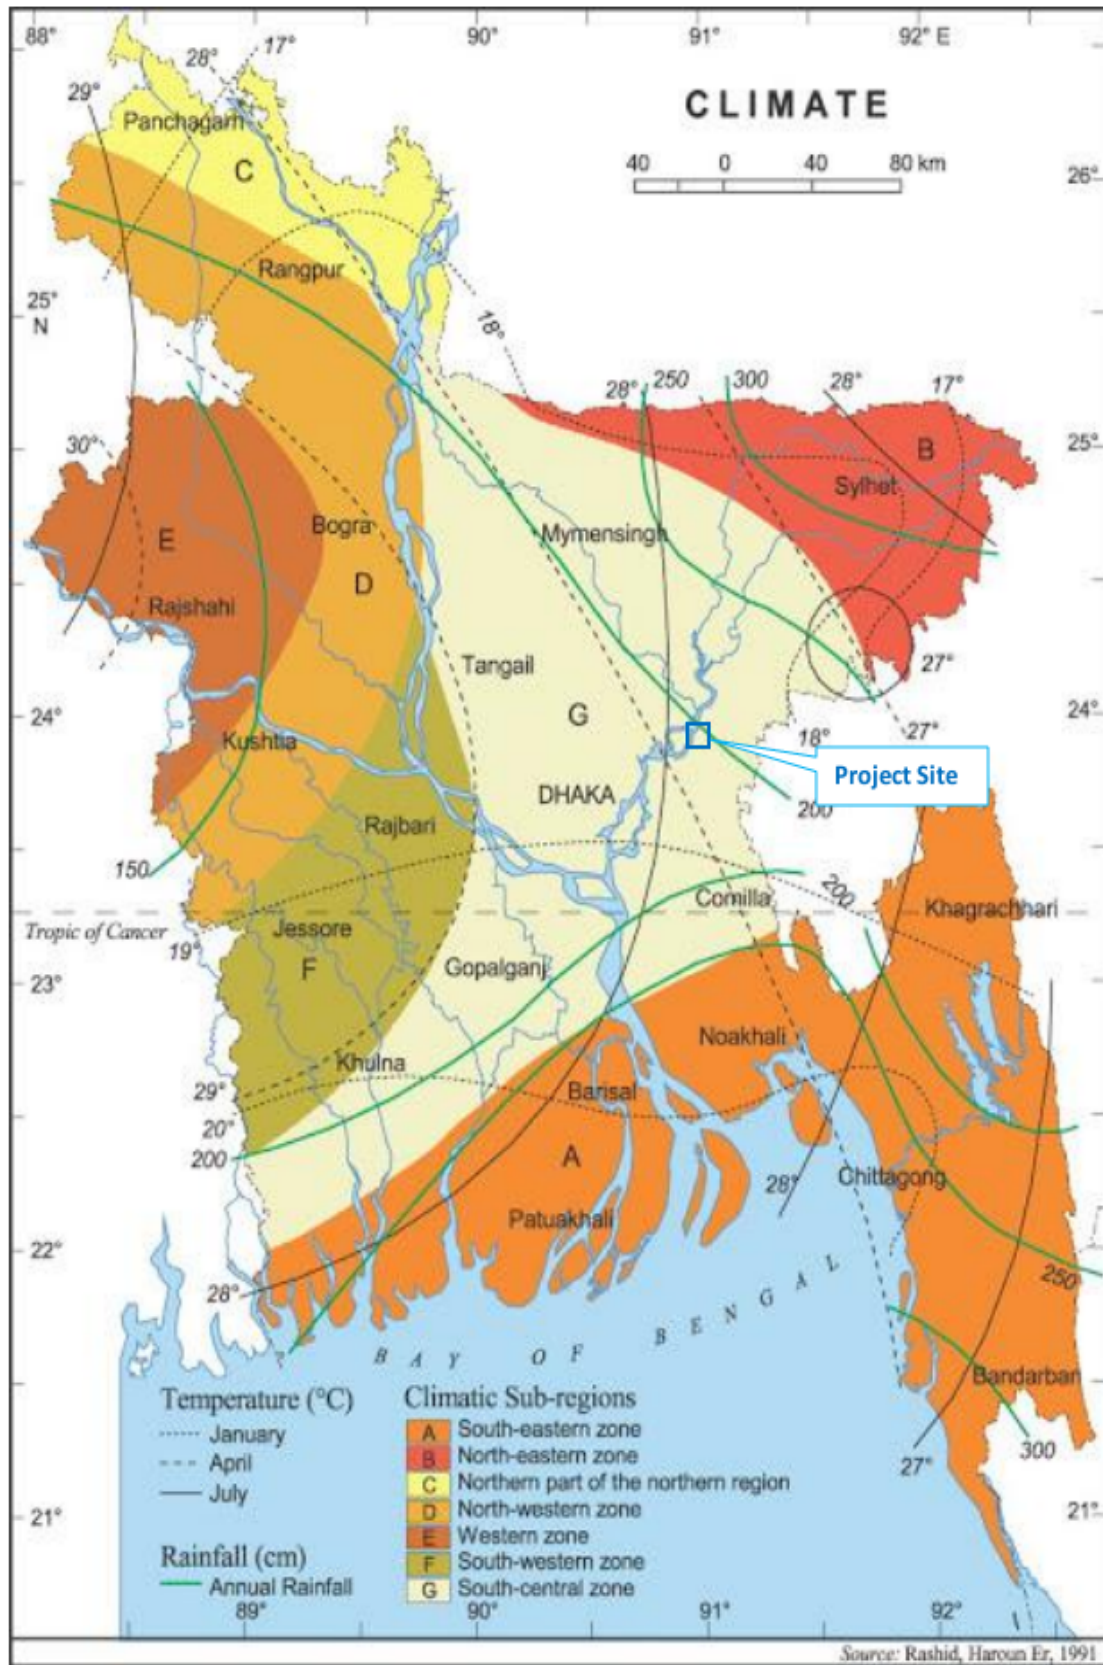 88°
90°
91°
92° E
17°
28°
29°
CLIMATE
Panchagarh
40 0 40 80 km
C
26°
Rangpur
25°
N
18°
28° 250 300 28° 17°
30°
25°
B
Sylhet
Bogra
Mymensingh
E
D
Rajshahi
Tangail
27°
24°
G
24°
Kushtia
18°
27°
Project Site
DHAKA
200
Rajbari
150
Comilla
200
Khagrachhari
Tropic of Cancer
Jessore
19°
F
Gopalganj
23°
23°
Noakhali
Khulna
29°
Barisal
20°
200
A
28°
Chittagong
Patuakhali
22°
22°
28°
250
BAY OF BENGAL
Bandarban
300
27°
Temperature (°C)
January
April
July
Rainfall (cm)
Annual Rainfall
Climatic Sub-regions
A South-eastern zone
B North-eastern zone
C Northern part of the northern region
D North-western zone
E Western zone
F South-western zone
G South-central zone
21°
21°
89°
90°
91°
92°
Source: Rashid, Haroun Er, 1991